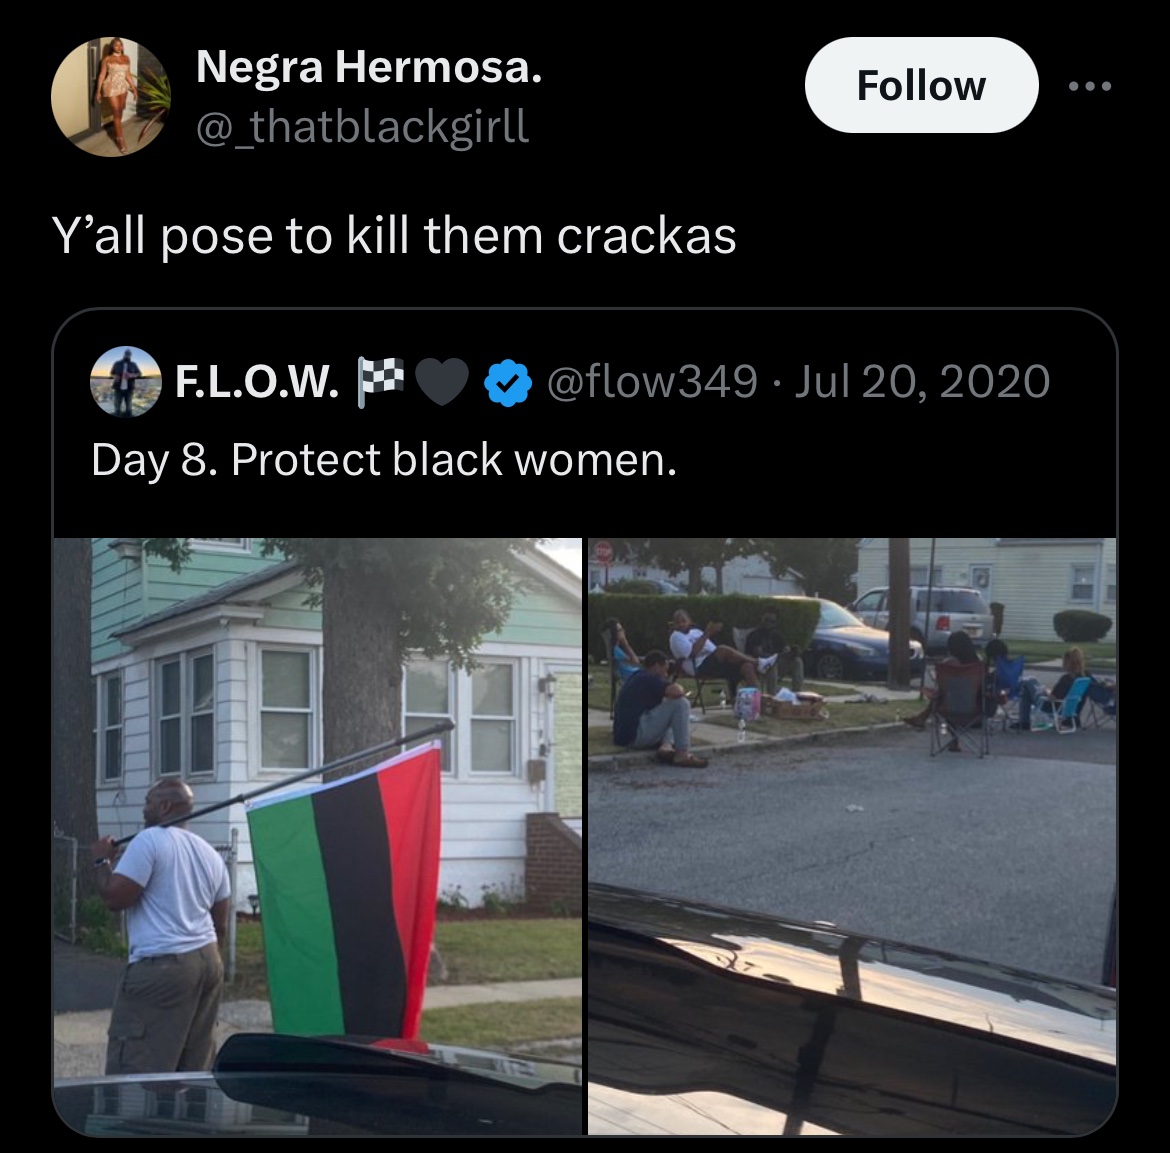 Negra Hermosa.
Follow
@_thatblackgirll
Y’all pose to kill them crackas
F.L.O.W. 🏁🖤 @flow349 · Jul 20, 2020
Day 8. Protect black women.
STOP